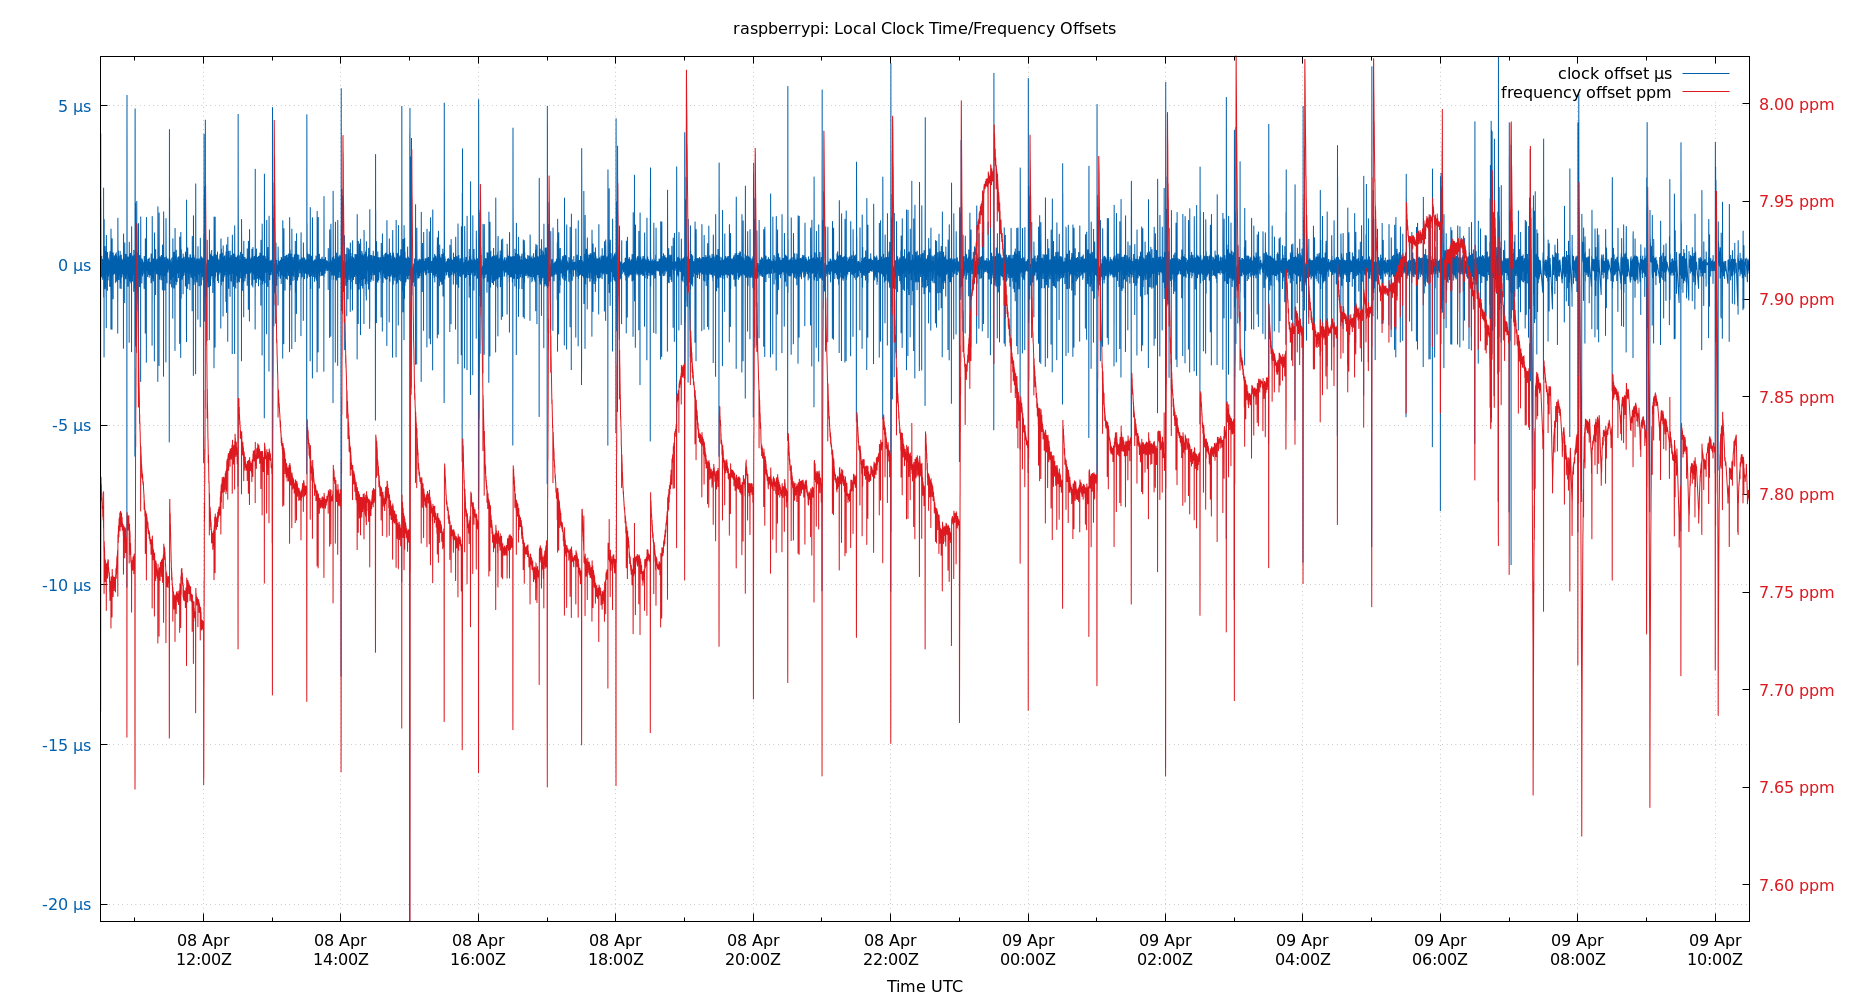 raspberrypi: Local Clock Time/Frequency Offsets
clock offset µs
frequency offset ppm
5 µs
0 µs
-5 µs
-10 µs
-15 µs
-20 µs
8.00 ppm
7.95 ppm
7.90 ppm
7.85 ppm
7.80 ppm
7.75 ppm
7.70 ppm
7.65 ppm
7.60 ppm
08 Apr 08 Apr 08 Apr 08 Apr 08 Apr 08 Apr 09 Apr 09 Apr 09 Apr 09 Apr 09 Apr 09 Apr
12:00Z 14:00Z 16:00Z 18:00Z 20:00Z 22:00Z 00:00Z 02:00Z 04:00Z 06:00Z 08:00Z 10:00Z
Time UTC